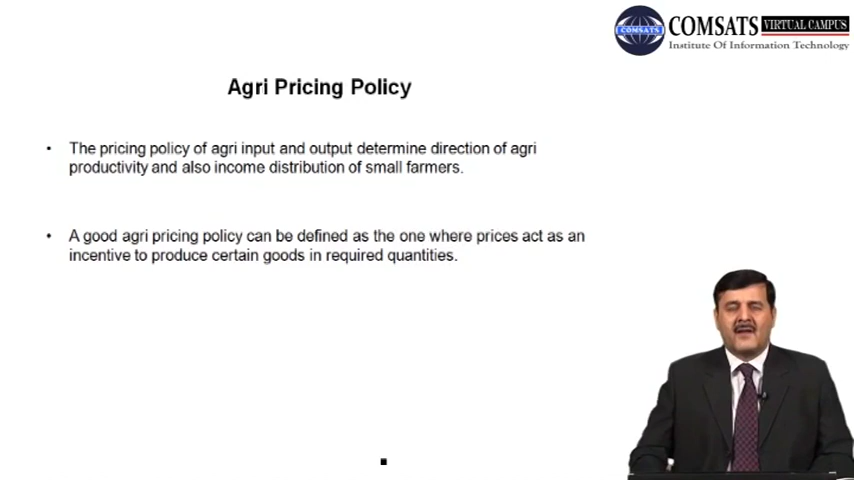 COMSATS
COMSATS VIRTUAL CAMPUS
Institute Of Information Technology
Agri Pricing Policy
• The pricing policy of agri input and output determine direction of agri
productivity and also income distribution of small farmers.
• A good agri pricing policy can be defined as the one where prices act as an
incentive to produce certain goods in required quantities.